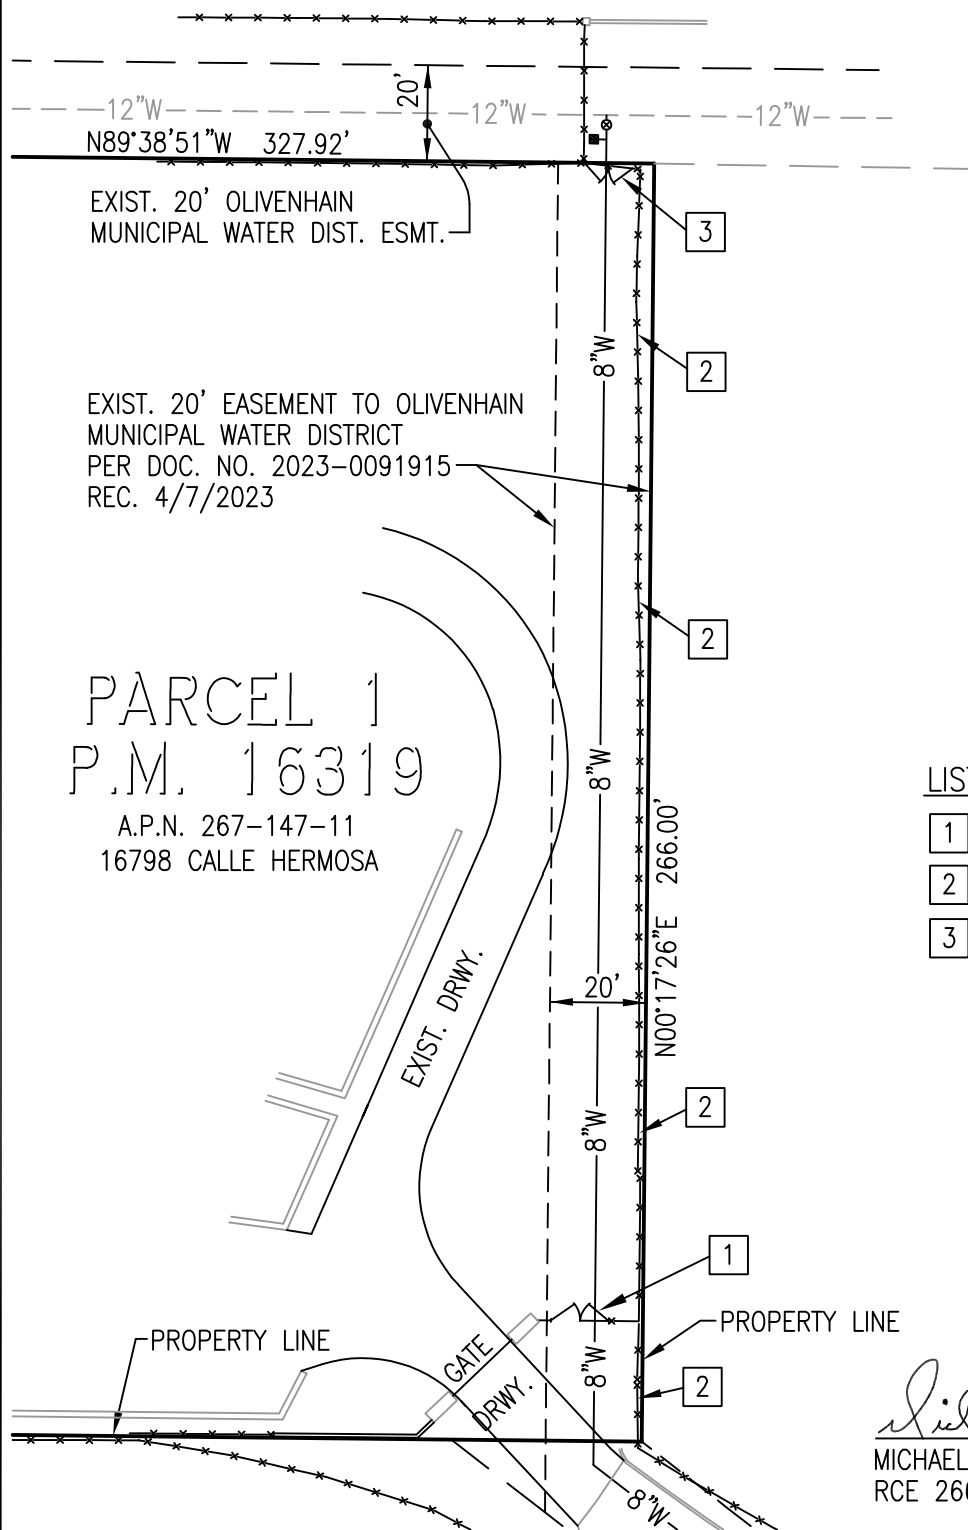 20'
12"W
12"W
12"W
N89°38'51"W 327.92'
EXIST. 20' OLIVENHAIN
MUNICIPAL WATER DIST. ESMT.
3
8"W
2
EXIST. 20' EASEMENT TO OLIVENHAIN
MUNICIPAL WATER DISTRICT
PER DOC. NO. 2023-0091915
REC. 4/7/2023
2
PARCEL 1
P.M. 16319
A.P.N. 267-147-11
16798 CALLE HERMOSA
8"W
N00°17'26"E 266.00'
LIS
1
2
3
EXIST. DRWY.
20'
8"W
2
1
PROPERTY LINE
PROPERTY LINE
GATE
DRWY.
8"W
2
8"W
MICHAEL
RCE 26